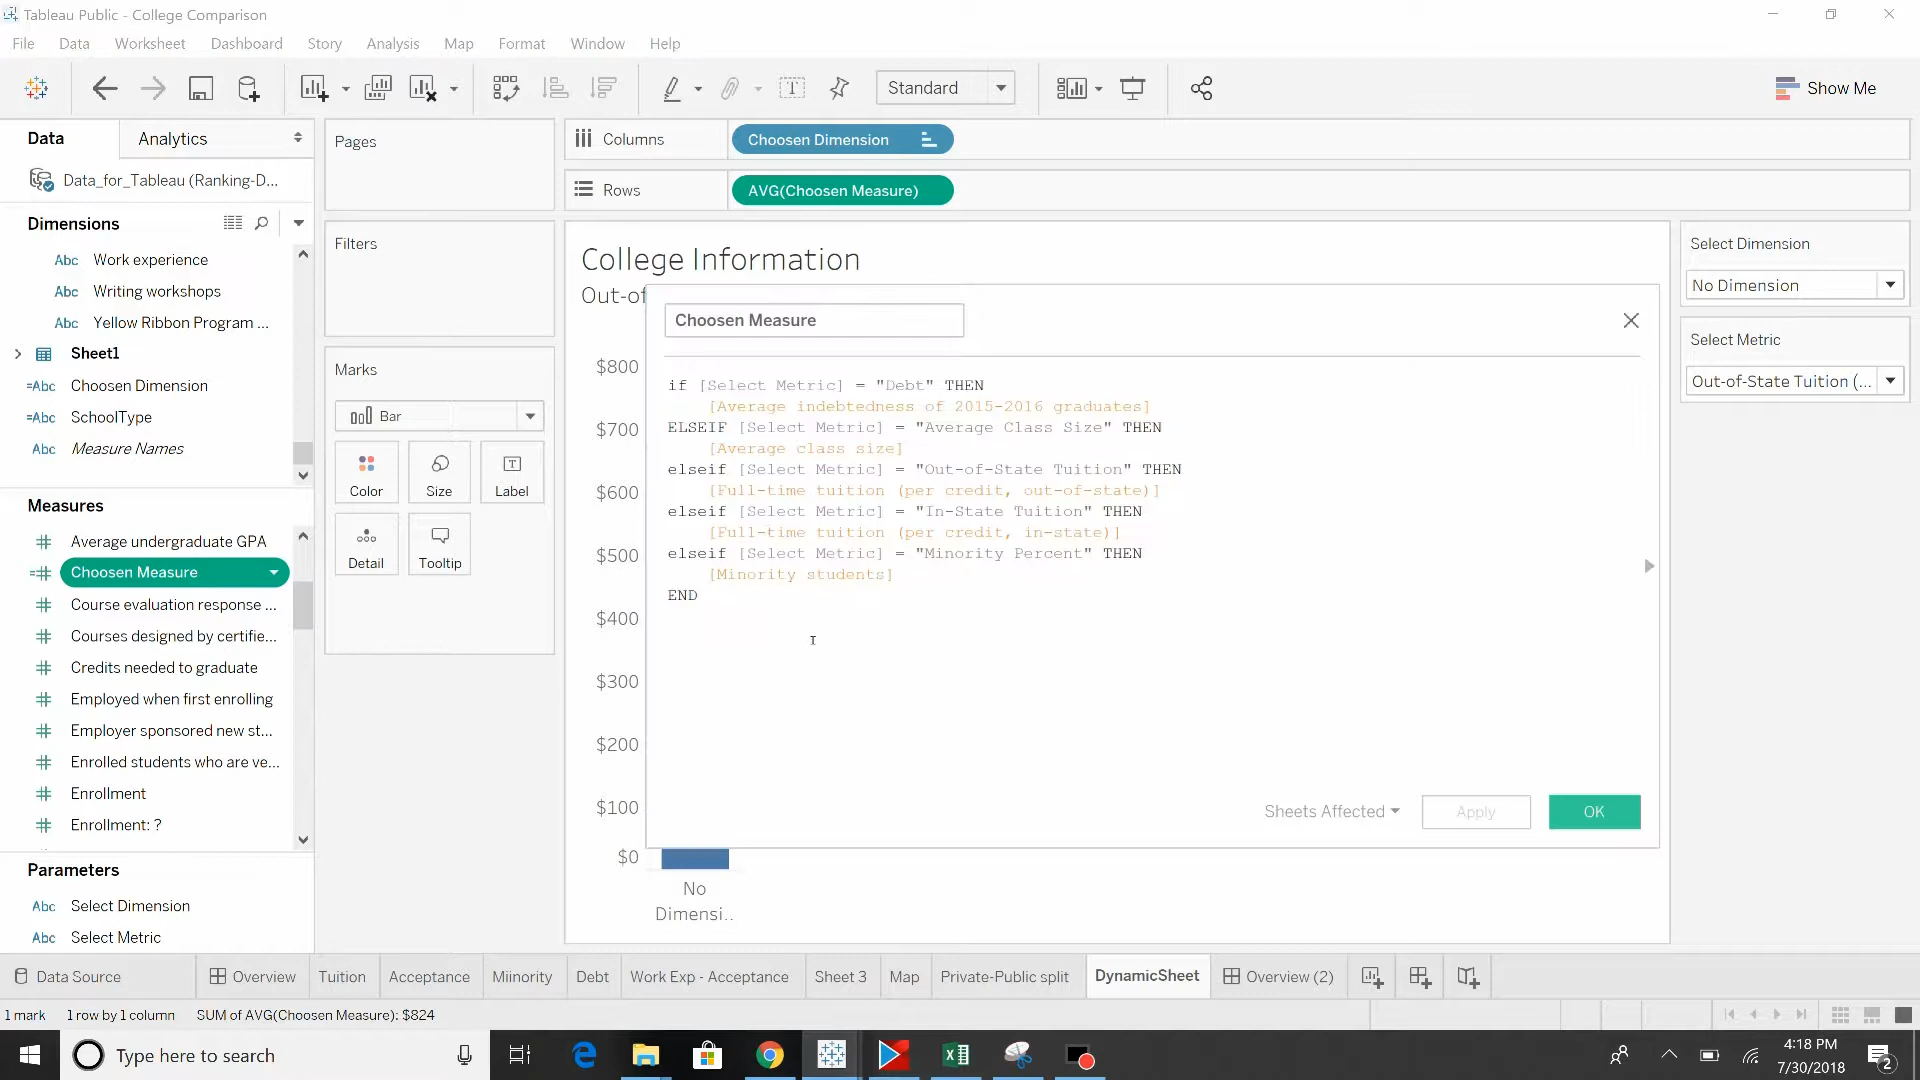 Tableau Public - College Comparison
File Data Worksheet Dashboard Story Analysis Map Format Window Help
Standard
Show Me
Data
Analytics
Data_for_Tableau (Ranking-D...
Dimensions
Abc Work experience
Abc Writing workshops
Abc Yellow Ribbon Program ...
Sheet1
=Abc Choosen Dimension
=Abc SchoolType
Abc Measure Names
Measures
Average undergraduate GPA
Choosen Measure
Course evaluation response ...
Courses designed by certifie...
Credits needed to graduate
Employed when first enrolling
Employer sponsored new st...
Enrolled students who are ve...
Enrollment
Enrollment: ?
Parameters
Abc Select Dimension
Abc Select Metric
Pages
Filters
Marks
Bar
Color
Size
Label
Detail
Tooltip
Columns
Choosen Dimension
Rows
AVG(Choosen Measure)
College Information
Out-of
$800
$700
$600
$500
$400
$300
$200
$100
$0
No
Dimensi..
Choosen Measure
if [Select Metric] = "Debt" THEN
[Average indebtedness of 2015-2016 graduates]
ELSEIF [Select Metric] = "Average Class Size" THEN
[Average class size]
elseif [Select Metric] = "Out-of-State Tuition" THEN
[Full-time tuition (per credit, out-of-state)]
elseif [Select Metric] = "In-State Tuition" THEN
[Full-time tuition (per credit, in-state)]
elseif [Select Metric] = "Minority Percent" THEN
[Minority students]
END
Sheets Affected
Apply
OK
Select Dimension
No Dimension
Select Metric
Out-of-State Tuition (...
Data Source
Overview
Tuition
Acceptance
Miinority
Debt
Work Exp - Acceptance
Sheet 3
Map
Private-Public split
DynamicSheet
Overview (2)
1 mark 1 row by 1 column SUM of AVG(Choosen Measure): $824
Type here to search
4:18 PM
7/30/2018
2